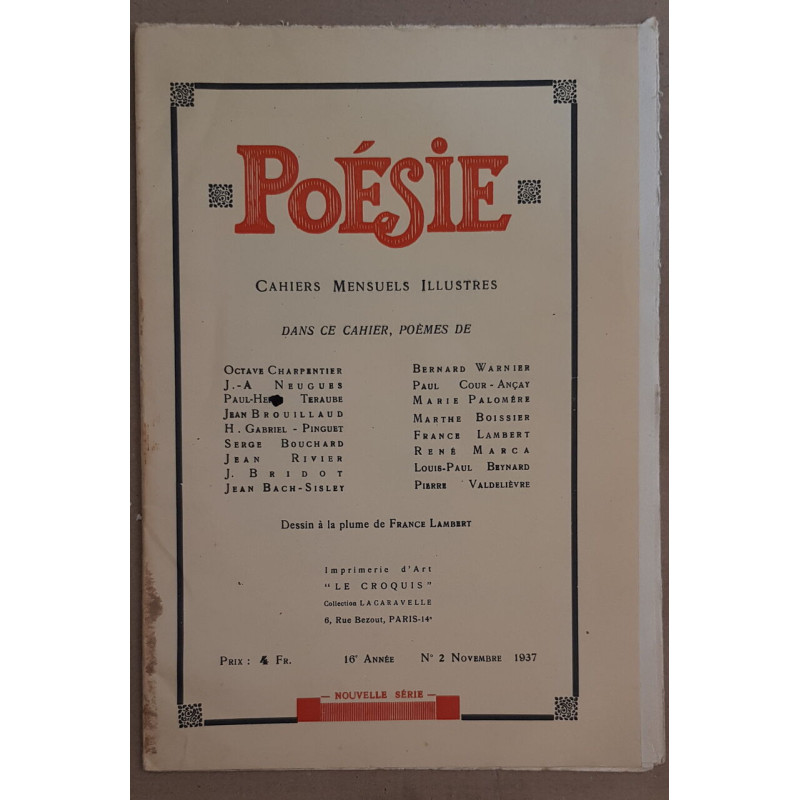 POÉSIE
CAHIERS MENSUELS ILLUSTRES
DANS CE CAHIER, POÈMES DE
OCTAVE CHARPENTIER
J.-A NEUGUES
PAUL- TERAUBE
JEAN BROUILLAUD
H. GABRIEL - PINGUET
SERGE BOUCHARD
JEAN RIVIER
J. BRIDOT
JEAN BACH-SISLEY
BERNARD WARNIER
PAUL COUR-ANÇAY
MARIE PALOMÈRE
MARTHE BOISSIER
FRANCE LAMBERT
RENÉ MARCA
LOUIS-PAUL BEYNARD
PIERRE VALDELIÈVRE
Dessin à la plume de FRANCE LAMBERT
Imprimerie d'Art
"LE CROQUIS"
Collection LA CARAVELLE
6, Rue Bezout, PARIS-14e
PRIX : 4 FR. 16e ANNÉE No 2 NOVEMBRE 1937
— NOUVELLE SÉRIE —